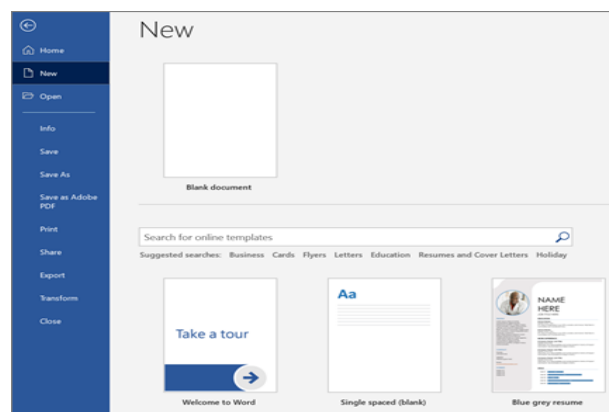 New
Home
New
Open
Info
Save
Save As
Save as Adobe
PDF
Print
Share
Export
Transform
Close
Blank document
Search for online templates
Suggested searches: Business Cards Flyers Letters Education Resumes and Cover Letters Holiday
Take a tour
Welcome to Word
Aa
Single spaced (blank)
NAME
HERE
Blue grey resume